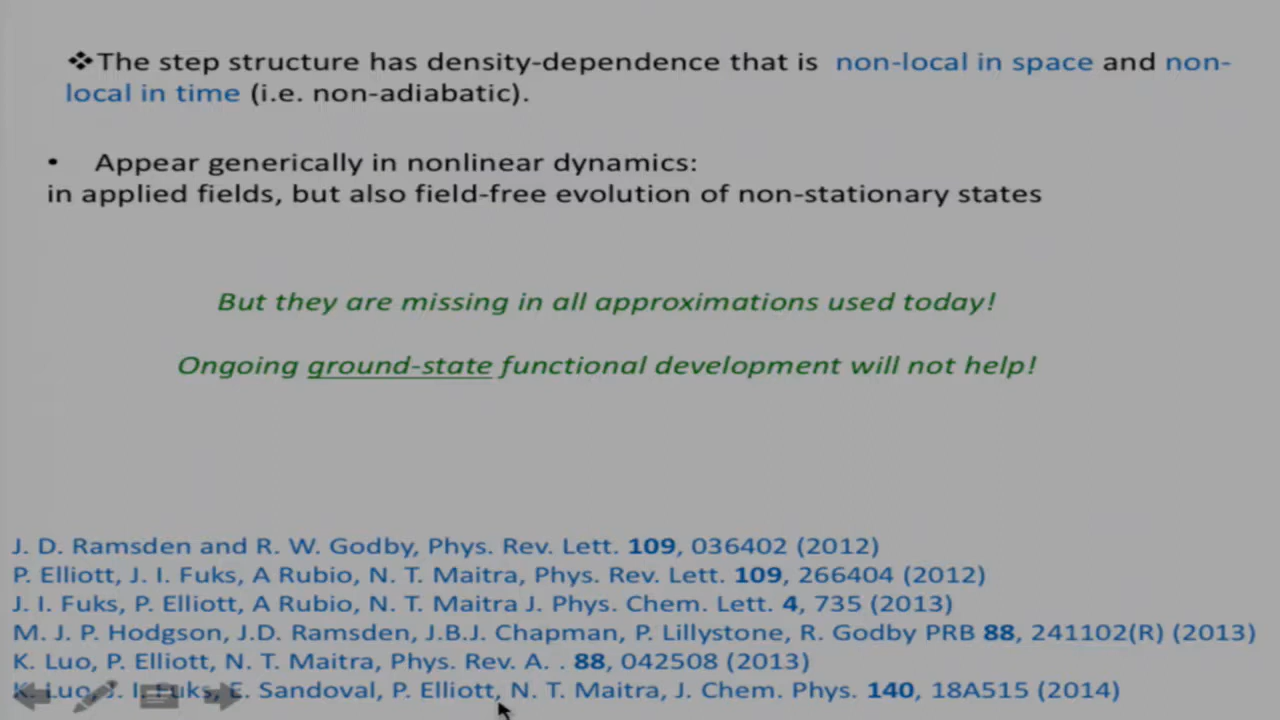 ❖The step structure has density-dependence that is non-local in space and non-
local in time (i.e. non-adiabatic).
• Appear generically in nonlinear dynamics:
in applied fields, but also field-free evolution of non-stationary states
But they are missing in all approximations used today!
Ongoing ground-state functional development will not help!
J. D. Ramsden and R. W. Godby, Phys. Rev. Lett. 109, 036402 (2012)
P. Elliott, J. I. Fuks, A Rubio, N. T. Maitra, Phys. Rev. Lett. 109, 266404 (2012)
J. I. Fuks, P. Elliott, A Rubio, N. T. Maitra J. Phys. Chem. Lett. 4, 735 (2013)
M. J. P. Hodgson, J.D. Ramsden, J.B.J. Chapman, P. Lillystone, R. Godby PRB 88, 241102(R) (2013)
K. Luo, P. Elliott, N. T. Maitra, Phys. Rev. A. . 88, 042508 (2013)
K. Luo, J. I. Fuks, E. Sandoval, P. Elliott, N. T. Maitra, J. Chem. Phys. 140, 18A515 (2014)